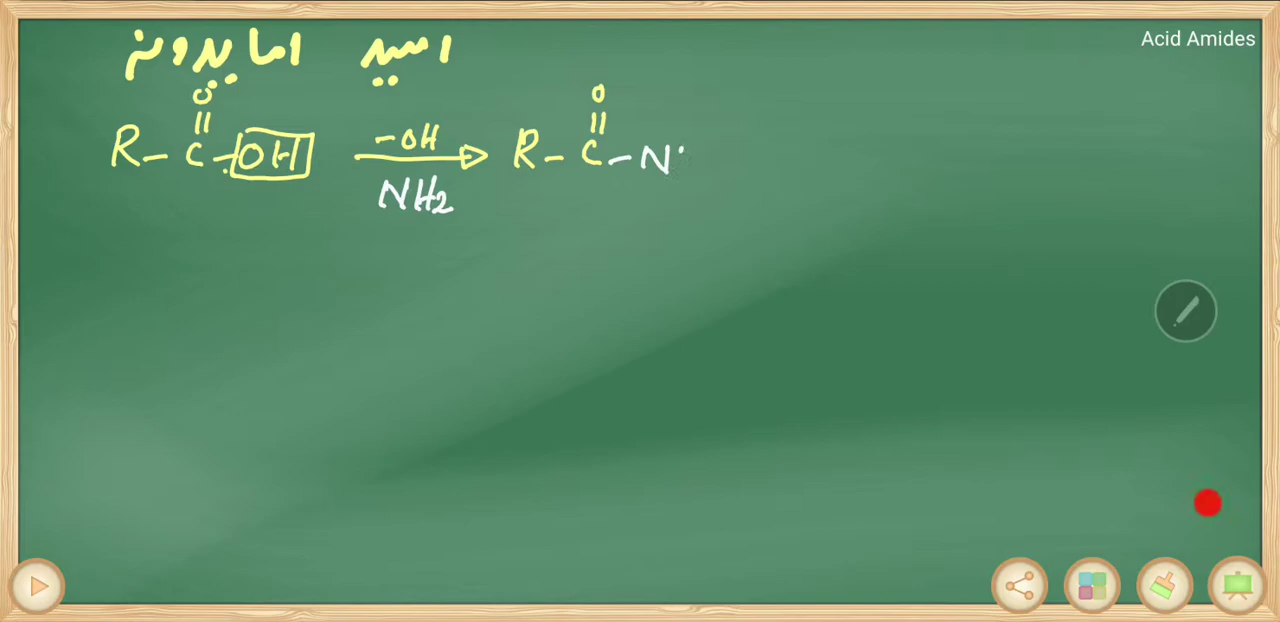 Acid Amides
اسید امایدونه
O O
|| ||
R-C-OH -OH NH2 → R-C-N